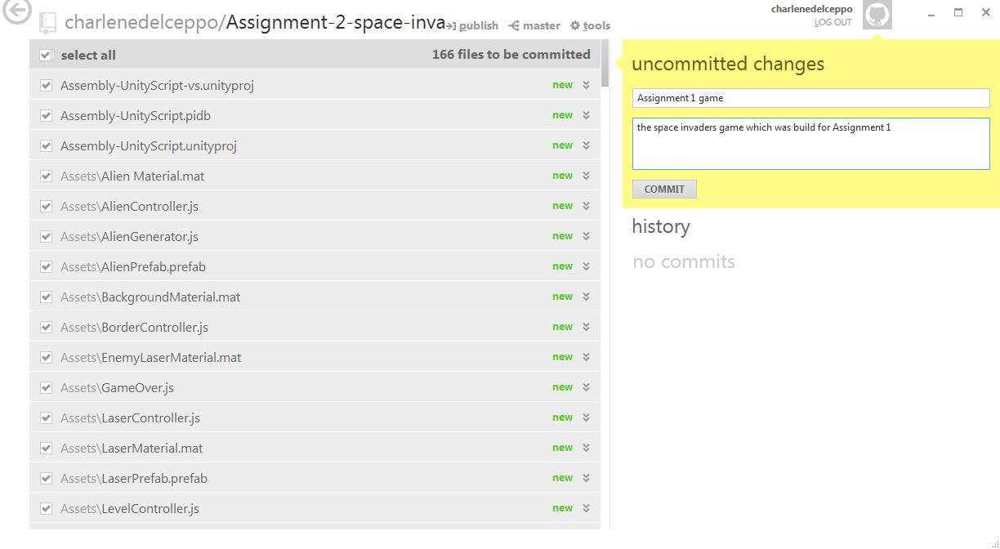 charlenedelceppo/Assignment-2-space-inva publish master tools
charlenedelceppo
LOG OUT
select all 166 files to be committed
Assembly-UnityScript-vs.unityproj new
Assembly-UnityScript.pidb new
Assembly-UnityScript.unityproj new
Assets\Alien Material.mat new
Assets\AlienController.js new
Assets\AlienGenerator.js new
Assets\AlienPrefab.prefab new
Assets\BackgroundMaterial.mat new
Assets\BorderController.js new
Assets\EnemyLaserMaterial.mat new
Assets\GameOver.js new
Assets\LaserController.js new
Assets\LaserMaterial.mat new
Assets\LaserPrefab.prefab new
Assets\LevelController.js new
uncommitted changes
Assignment 1 game
the space invaders game which was build for Assignment 1
COMMIT
history
no commits